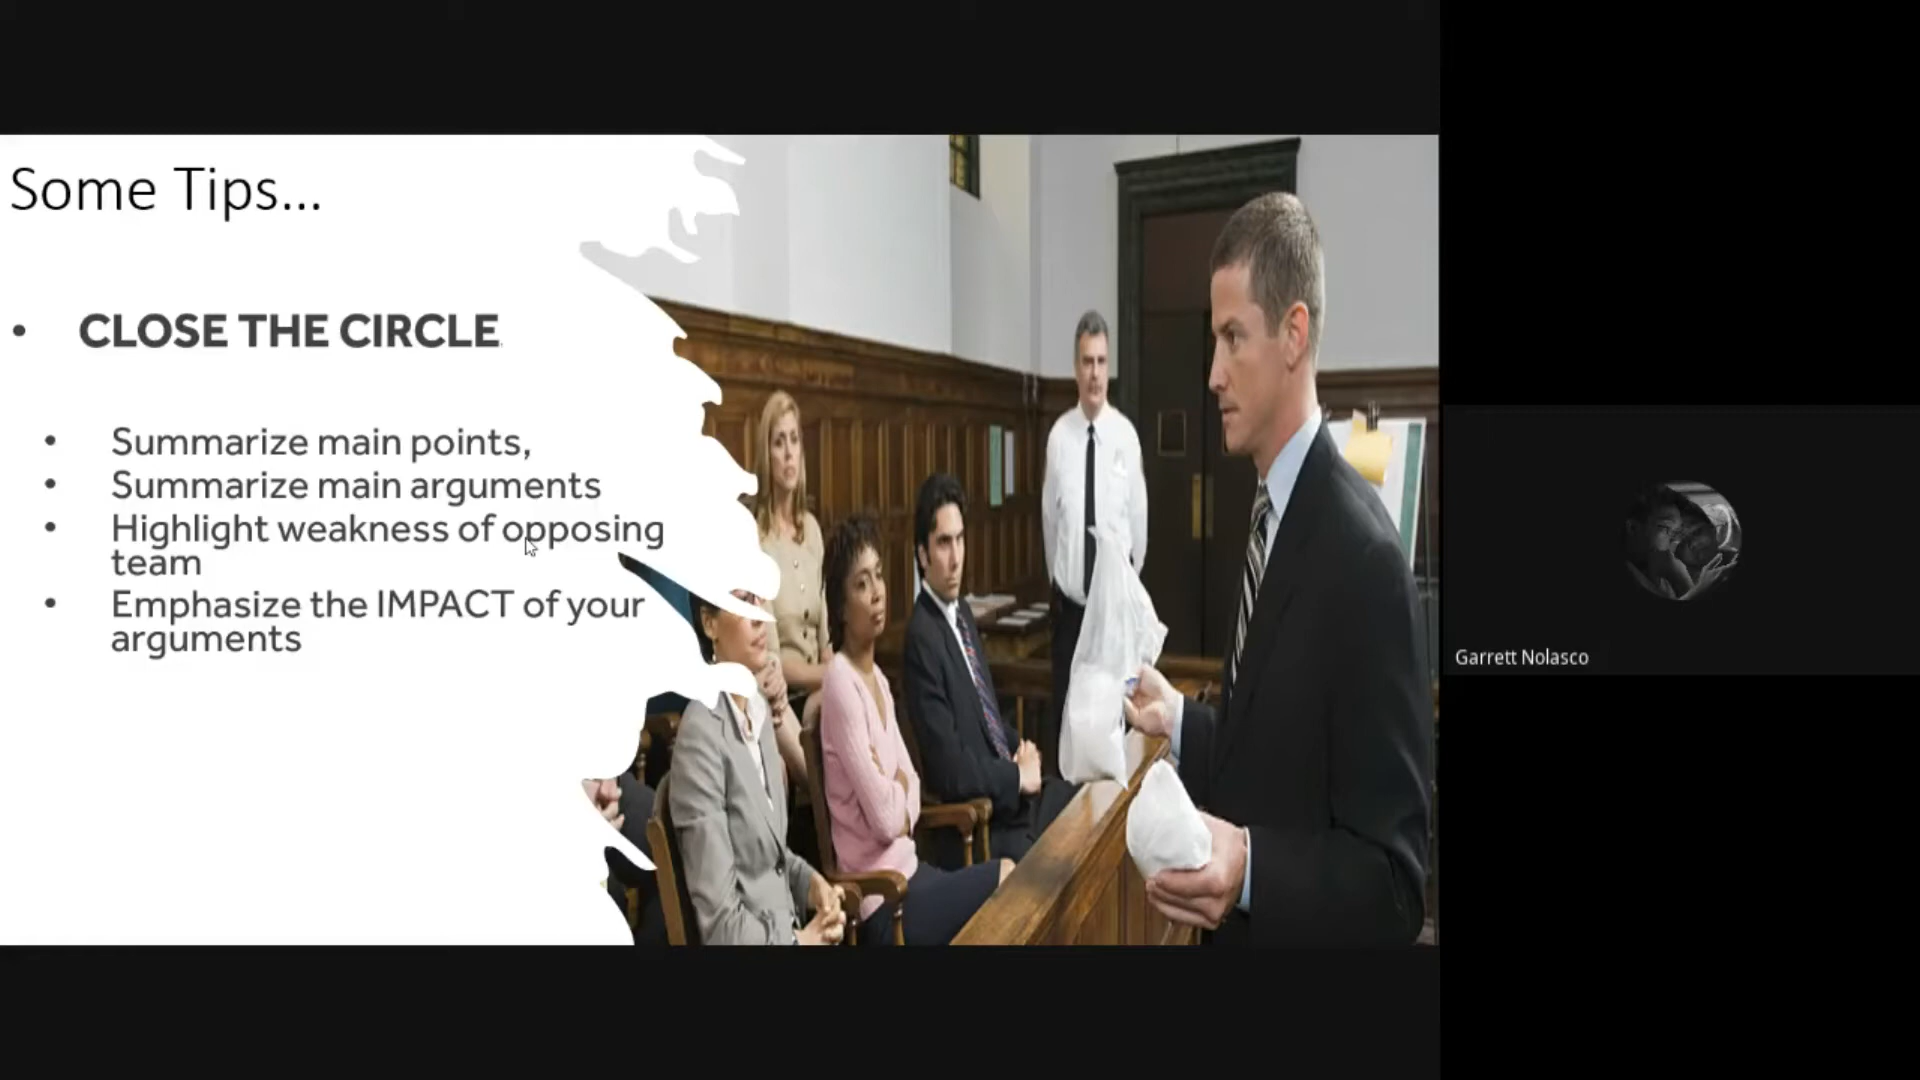 Some Tips...
• CLOSE THE CIRCLE
• Summarize main points,
• Summarize main arguments
• Highlight weakness of opposing
team
• Emphasize the IMPACT of your
arguments
Garrett Nolasco